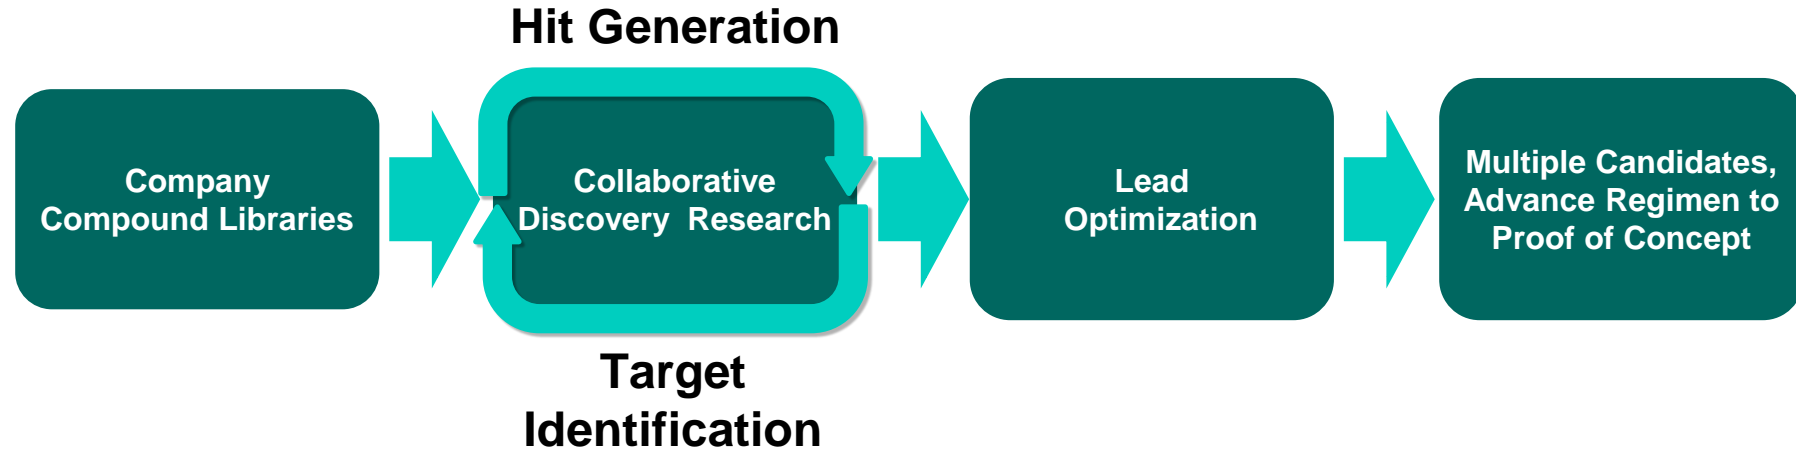 Hit Generation
Company
Compound Libraries
Collaborative
Discovery Research
Lead
Optimization
Multiple Candidates,
Advance Regimen to
Proof of Concept
Target
Identification